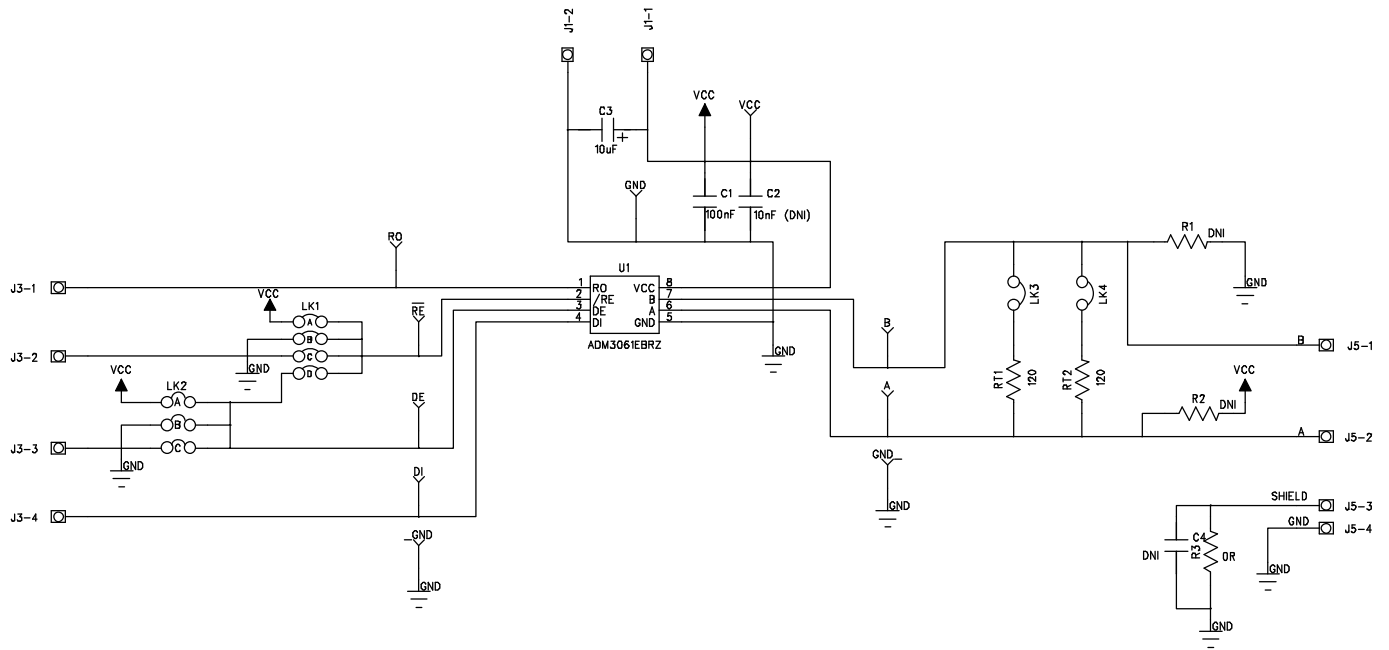 J1-2
J1-1
VCC
VCC
C3
10uF
+
GND
C1
100nF
C2
10nF (DNI)
RO
R1
DNI
GND
U1
J3-1
1 RO
2 /RE
3 DE
4 DI
VCC 8
B 7
A 6
GND 5
ADM3061EBRZ
GND
VCC
LK1
A
B
C
D
RE
GND
J3-2
VCC
LK2
A
B
C
DE
J3-3
GND
DI
J3-4
GND
GND
B
A
GND
GND
LK3
LK4
RT1
120
RT2
120
B
J5-1
VCC
R2
DNI
A
J5-2
SHIELD
J5-3
GND
J5-4
C4
DNI
R3
0R
GND
GND